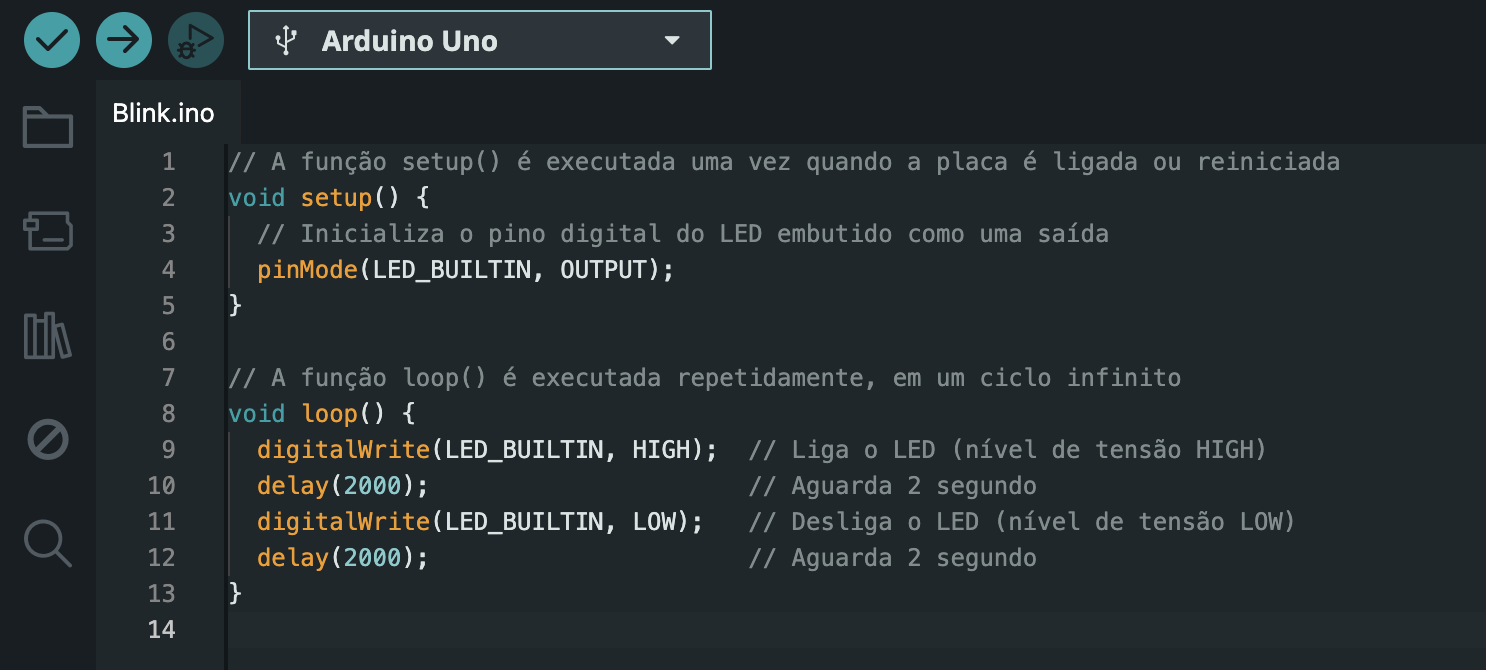 Arduino Uno
Blink.ino
1 // A função setup() é executada uma vez quando a placa é ligada ou reiniciada
2 void setup() {
3   // Inicializa o pino digital do LED embutido como uma saída
4   pinMode(LED_BUILTIN, OUTPUT);
5 }
6
7 // A função loop() é executada repetidamente, em um ciclo infinito
8 void loop() {
9   digitalWrite(LED_BUILTIN, HIGH);  // Liga o LED (nível de tensão HIGH)
10   delay(2000);                      // Aguarda 2 segundo
11   digitalWrite(LED_BUILTIN, LOW);   // Desliga o LED (nível de tensão LOW)
12   delay(2000);                      // Aguarda 2 segundo
13 }
14